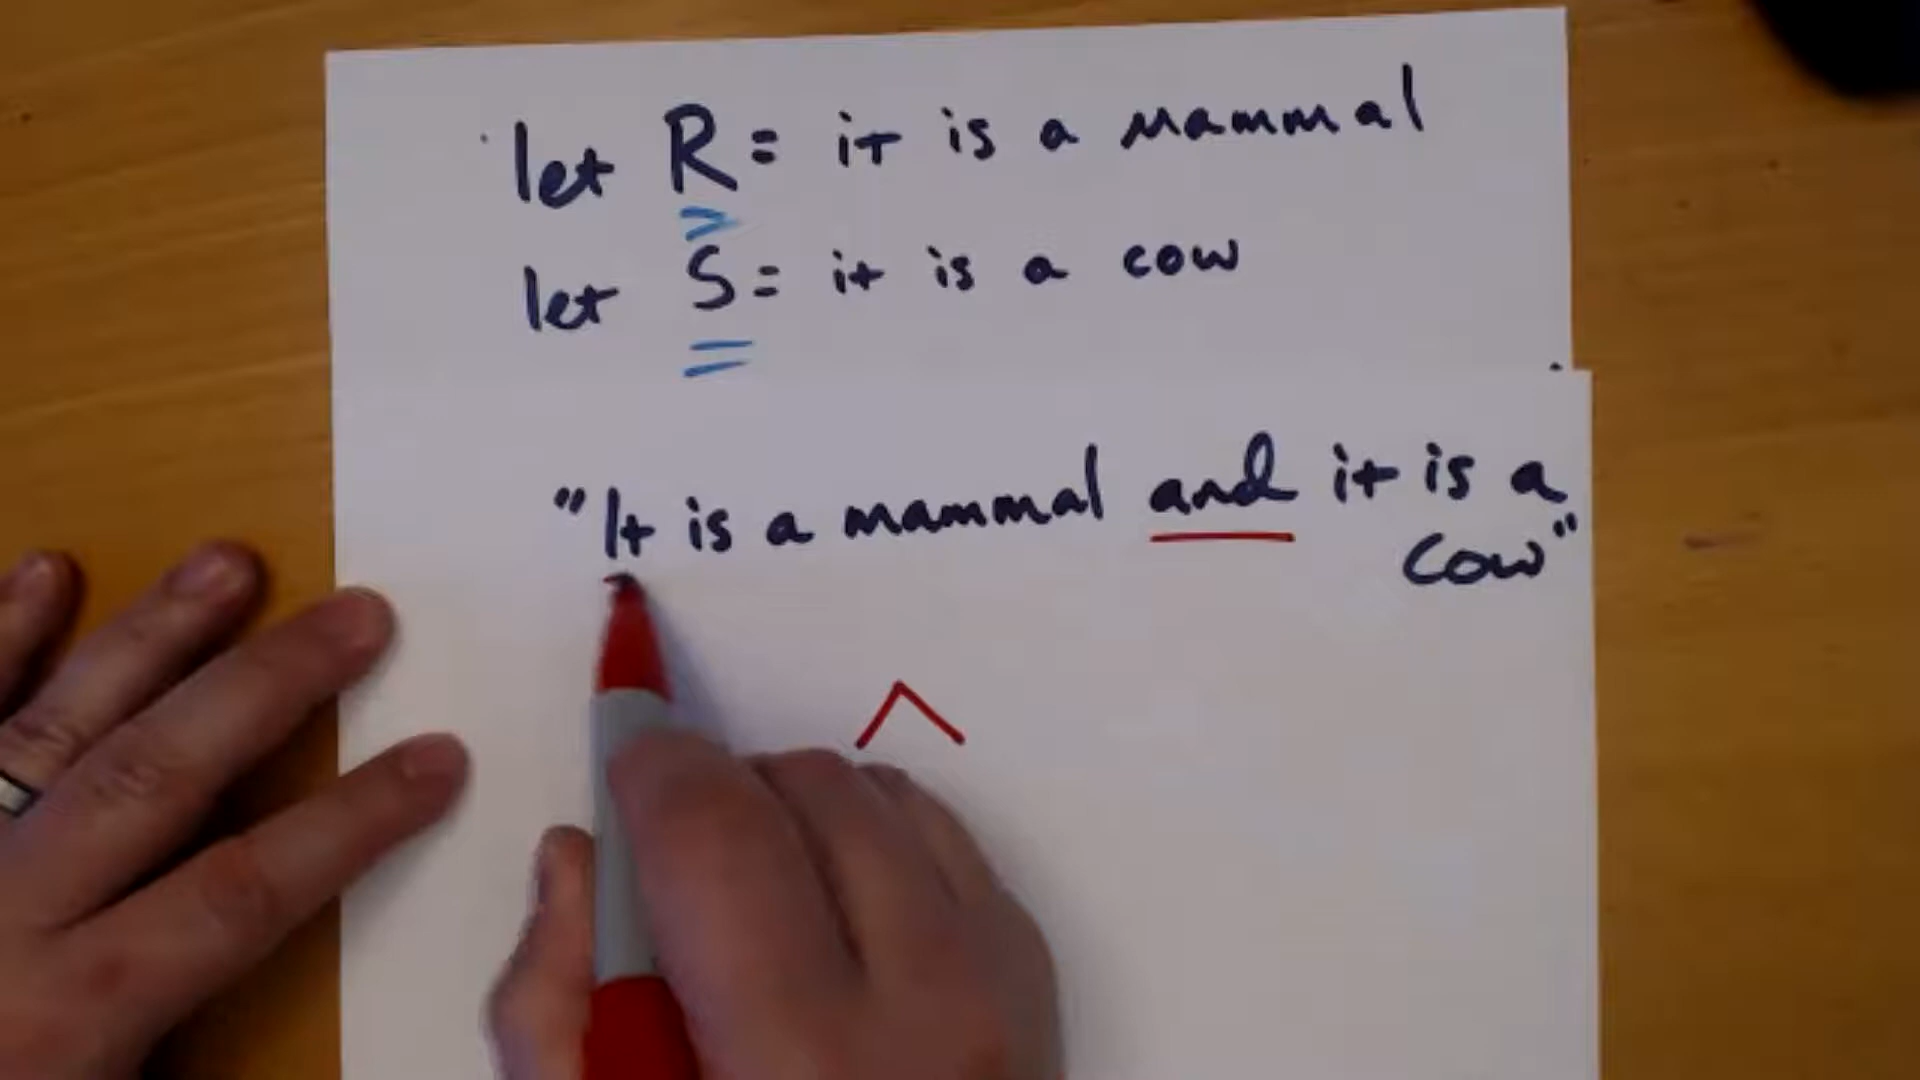 let R = it is a mammal
let S = it is a cow
"It is a mammal and it is a
cow"
∧